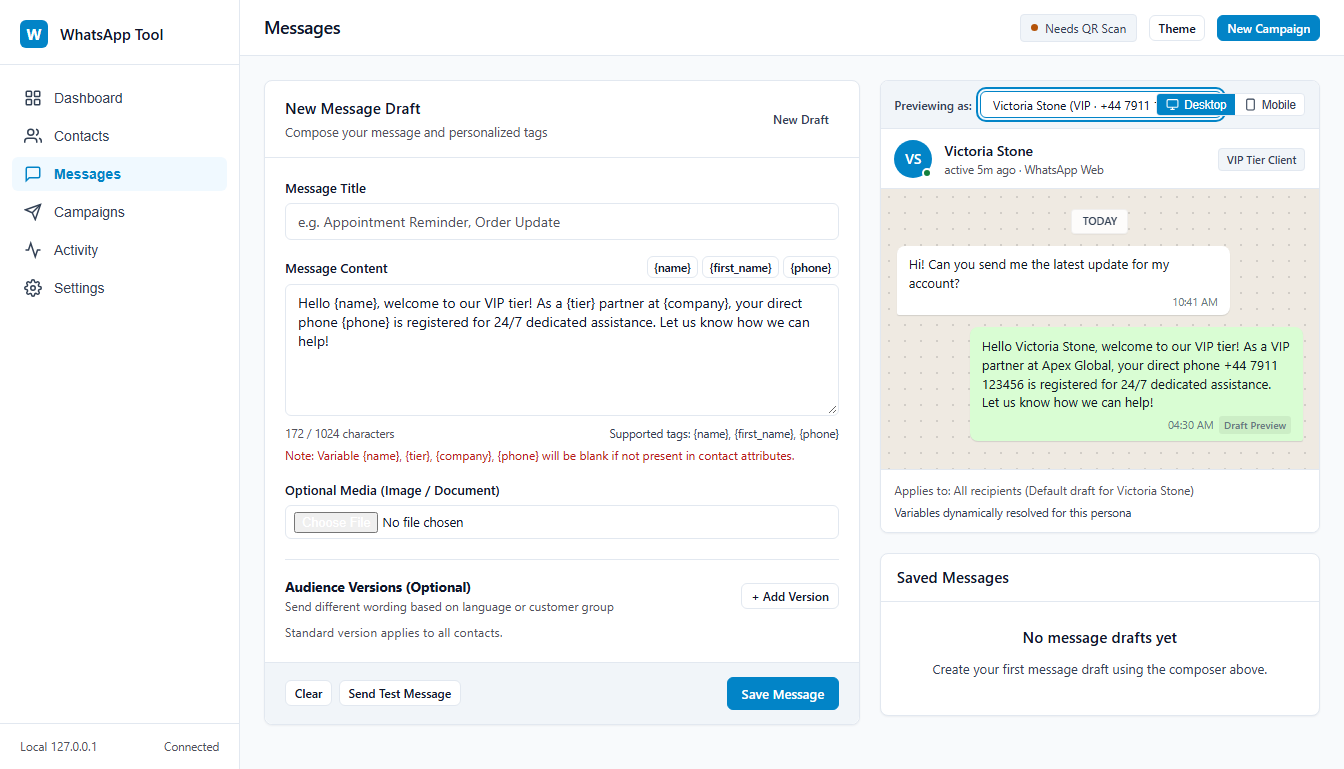 W WhatsApp Tool
Dashboard
Contacts
Messages
Campaigns
Activity
Settings
Local 127.0.0.1 Connected
Messages
Needs QR Scan
Theme
New Campaign
New Message Draft
Compose your message and personalized tags
New Draft
Message Title
e.g. Appointment Reminder, Order Update
Message Content
{name} {first_name} {phone}
Hello {name}, welcome to our VIP tier! As a {tier} partner at {company}, your direct
phone {phone} is registered for 24/7 dedicated assistance. Let us know how we can
help!
172 / 1024 characters
Supported tags: {name}, {first_name}, {phone}
Note: Variable {name}, {tier}, {company}, {phone} will be blank if not present in contact attributes.
Optional Media (Image / Document)
Choose File No file chosen
Audience Versions (Optional)
Send different wording based on language or customer group
+ Add Version
Standard version applies to all contacts.
Clear
Send Test Message
Save Message
Previewing as:
Victoria Stone (VIP · +44 7911
Desktop
Mobile
VS
Victoria Stone
active 5m ago · WhatsApp Web
VIP Tier Client
TODAY
Hi! Can you send me the latest update for my
account?
10:41 AM
Hello Victoria Stone, welcome to our VIP tier! As a VIP
partner at Apex Global, your direct phone +44 7911
123456 is registered for 24/7 dedicated assistance.
Let us know how we can help!
04:30 AM Draft Preview
Applies to: All recipients (Default draft for Victoria Stone)
Variables dynamically resolved for this persona
Saved Messages
No message drafts yet
Create your first message draft using the composer above.